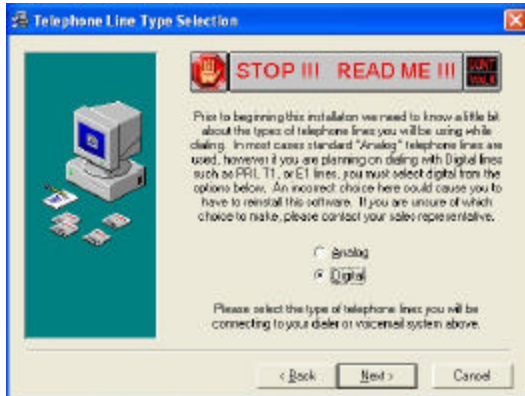 Telephone Line Type Selection
STOP !!! READ ME !!!
DONT
WALK
Prior to beginning this installation we need to know a little bit
about the types of telephone lines you will be using while
dialing. In most cases standard "Analog" telephone lines are
used, however if you are planning on dialing with Digital lines
such as PRI, T1, or E1 lines, you must select digital from the
options below. An incorrect choice here could cause you to
have to reinstall this software. If you are unsure of which
choice to make, please contact your sales representative.
Analog
Digital
Please select the type of telephone lines you will be
connecting to your dialer or voicemail system above.
< Back
Next >
Cancel